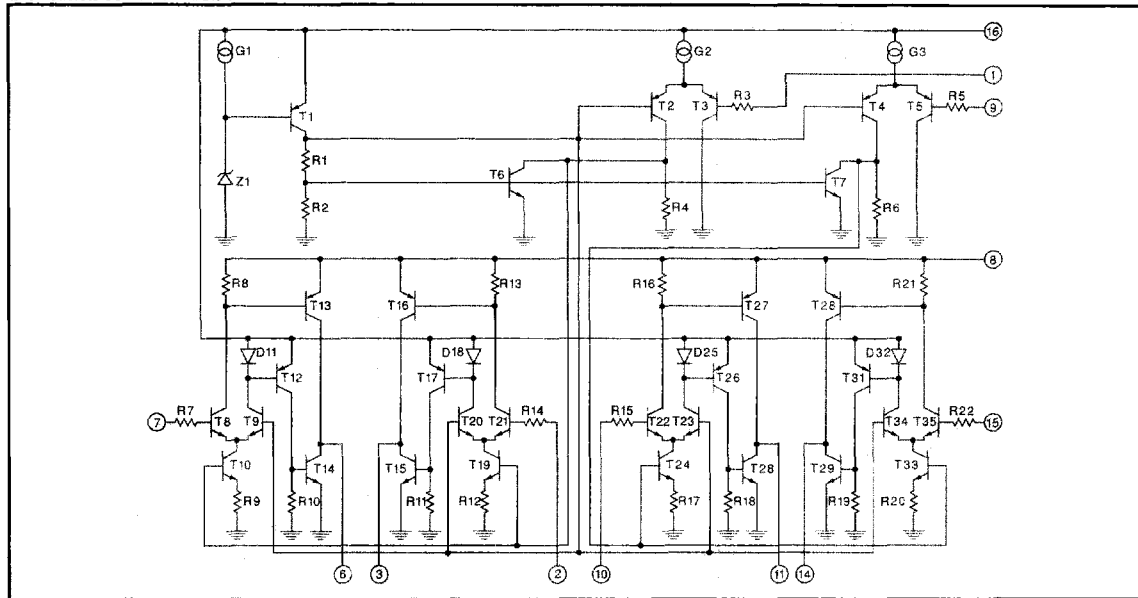 G1 G2 G3 16
1
R3 R5 9
T1 T2 T3 T4 T5
R1
T6 T7
Z1 R2 R4 R6
8
R8 R13 R16 R21
T13 T16 T27 T28
D11 D18 D25 D32
T12 T17 T26 T31
7 R7 T8 T9 T20 T21 R14 R15 T22 T23 T34 T35 R22 15
T10 T14 T15 T19 T24 T28 T29 T33
R9 R10 R11 R12 R17 R18 R19 R20
6 3 2 10 11 14